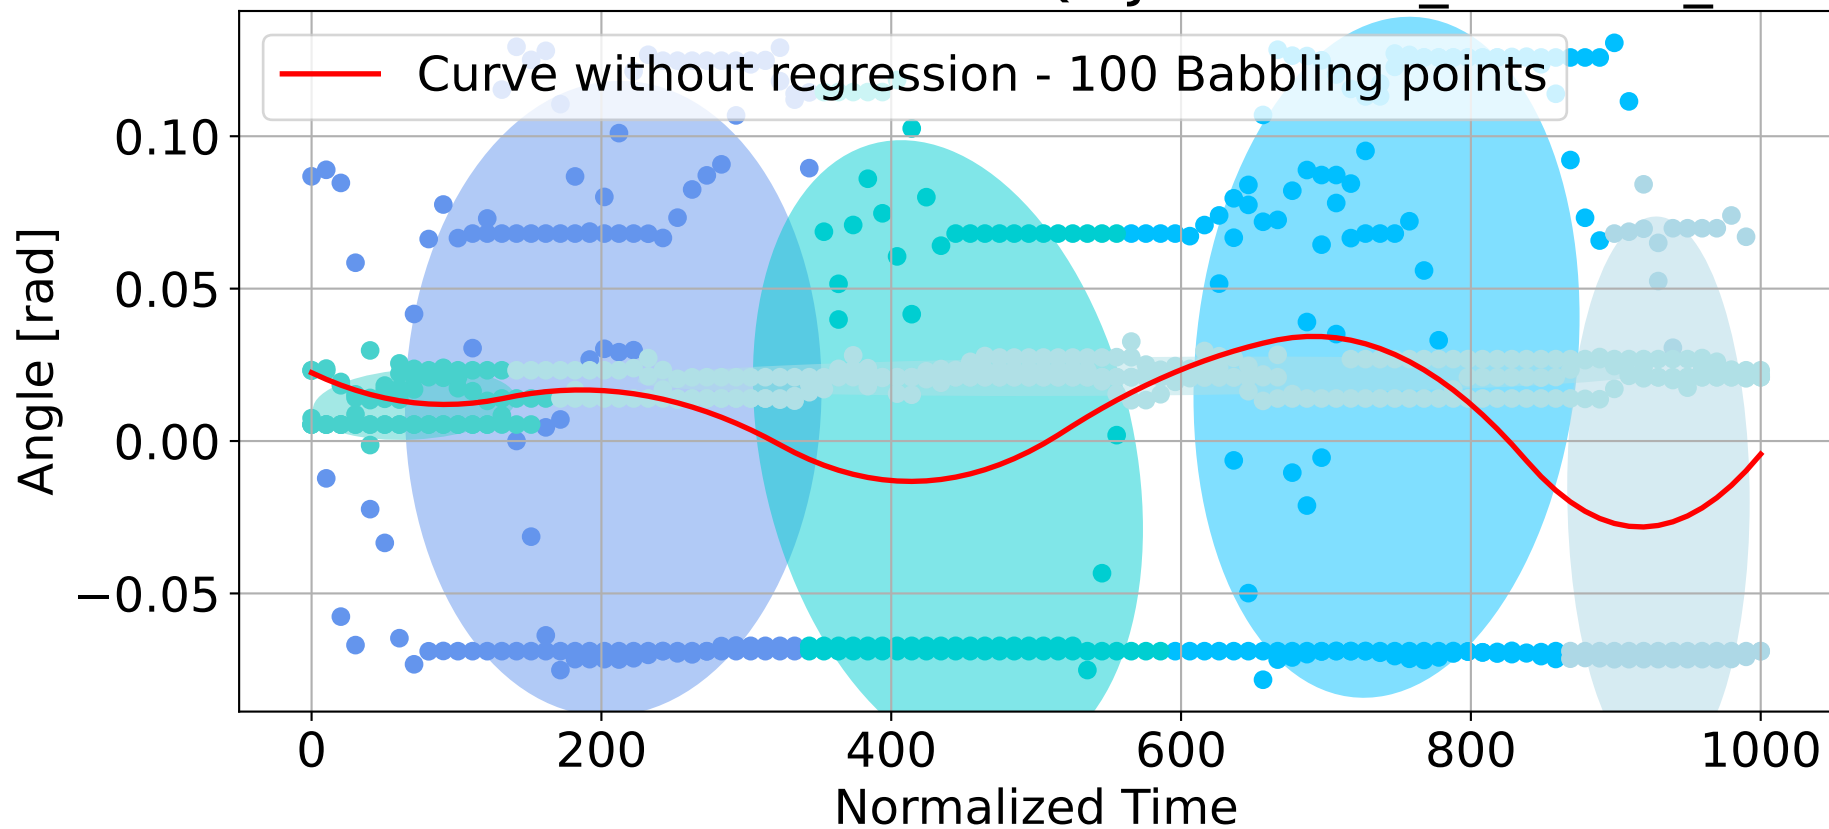 Curve without regression - 100 Babbling points
0.10
0.05
0.00
−0.05
Angle [rad]
0 200 400 600 800 1000
Normalized Time